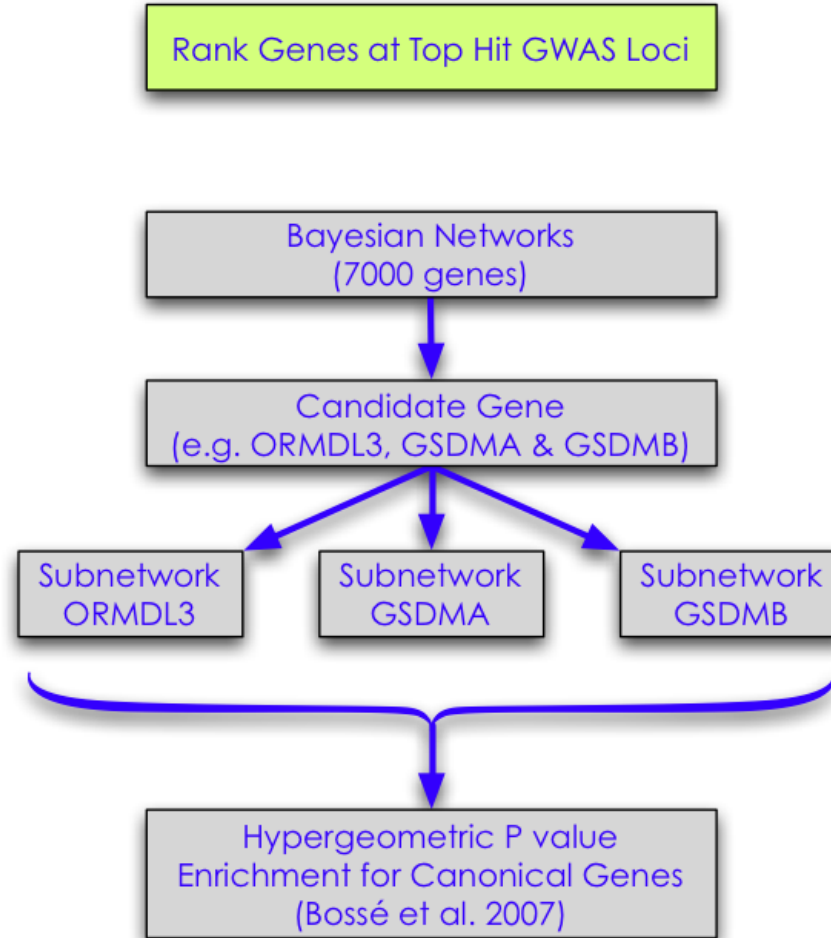 Rank Genes at Top Hit GWAS Loci
Bayesian Networks
(7000 genes)
Candidate Gene
(e.g. ORMDL3, GSDMA & GSDMB)
Subnetwork
ORMDL3
Subnetwork
GSDMA
Subnetwork
GSDMB
Hypergeometric P value
Enrichment for Canonical Genes
(Bossé et al. 2007)